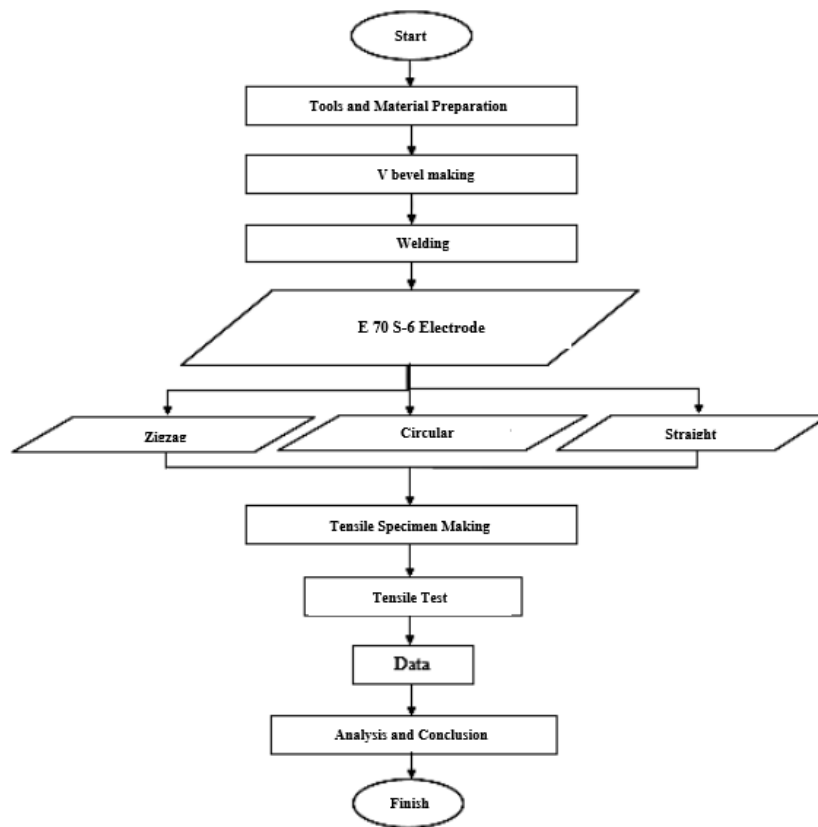 Start
Tools and Material Preparation
V bevel making
Welding
E 70 S-6 Electrode
Zigzag
Circular
Straight
Tensile Specimen Making
Tensile Test
Data
Analysis and Conclusion
Finish